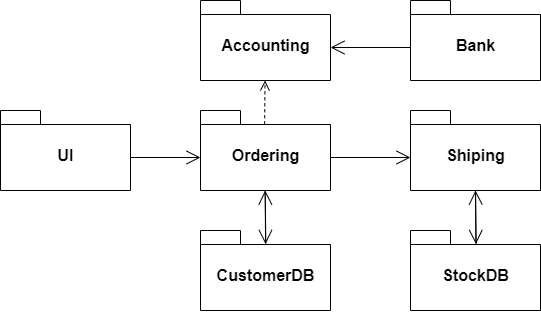 Accounting
Bank
UI
Ordering
Shiping
CustomerDB
StockDB